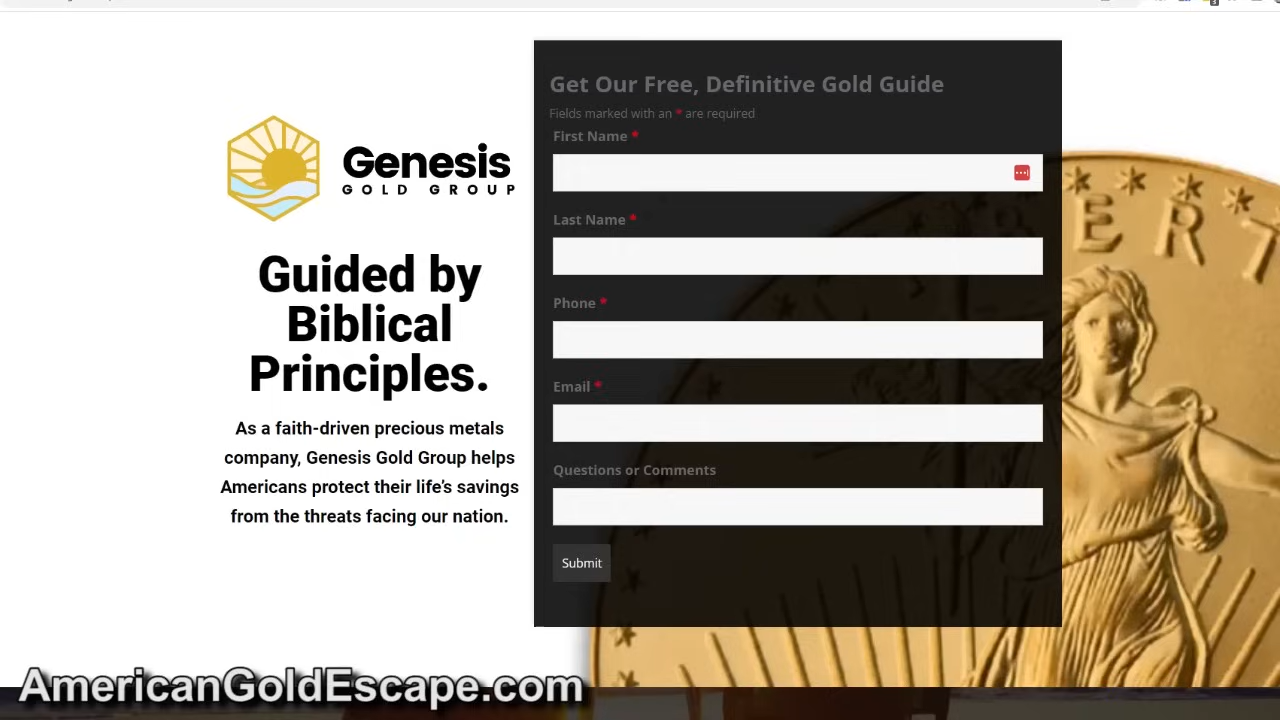 Genesis
GOLD GROUP
Guided by
Biblical
Principles.
As a faith-driven precious metals
company, Genesis Gold Group helps
Americans protect their life's savings
from the threats facing our nation.
Get Our Free, Definitive Gold Guide
Fields marked with an * are required
First Name *
Last Name *
Phone *
Email *
Questions or Comments
Submit
ERT
AmericanGoldEscape.com